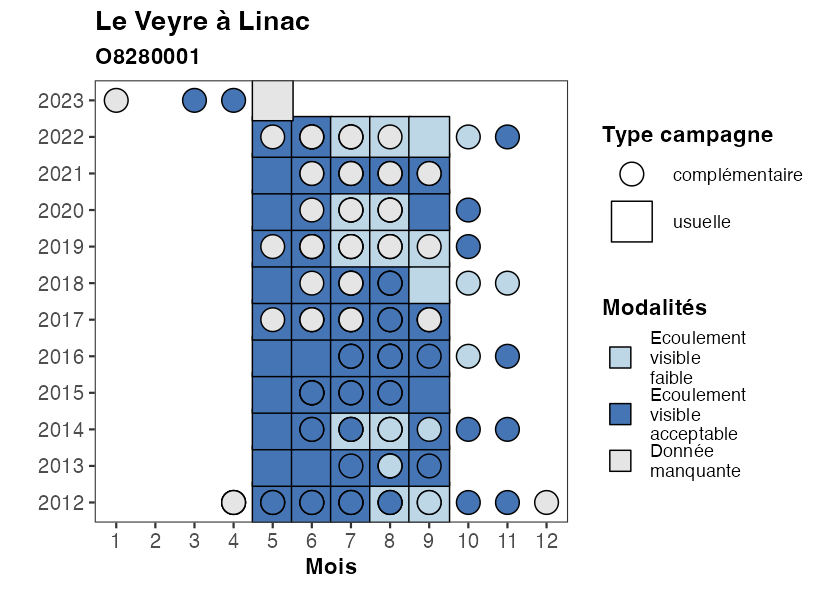 Le Veyre à Linac
O8280001
2023
2022
2021
2020
2019
2018
2017
2016
2015
2014
2013
2012
1 2 3 4 5 6 7 8 9 10 11 12
Mois
Type campagne
complémentaire
usuelle
Modalités
Ecoulement
visible
faible
Ecoulement
visible
acceptable
Donnée
manquante